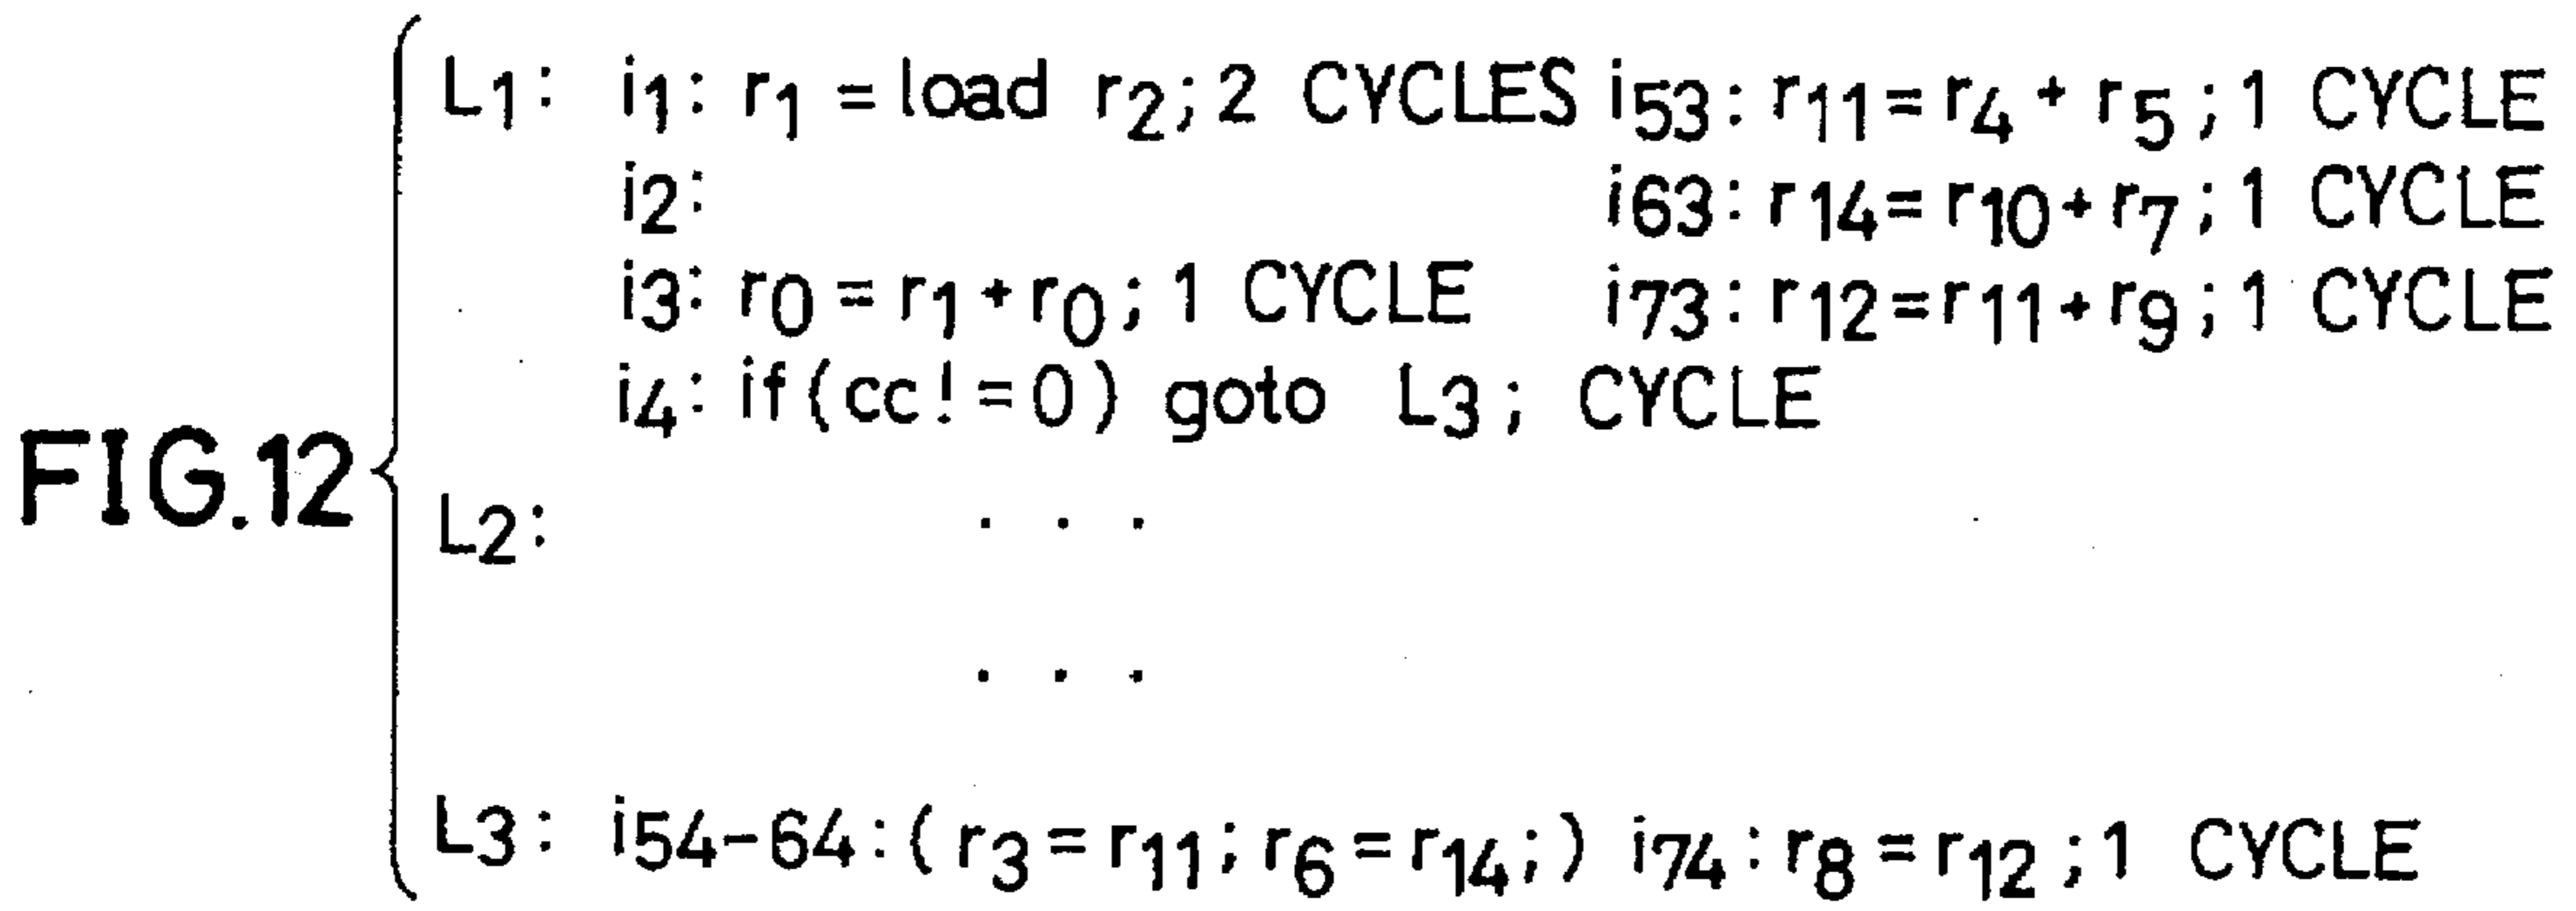 L1: i1: r1 = load r2; 2 CYCLES i53: r11 = r4 + r5; 1 CYCLE
i2: i63: r14 = r10 + r7; 1 CYCLE
i3: r0 = r1 + r0; 1 CYCLE i73: r12 = r11 + r9; 1 CYCLE
i4: if (cc != 0) goto L3; CYCLE
FIG.12
L2: . . .
. . .
L3: i54-64: (r3 = r11; r6 = r14;) i74: r8 = r12; 1 CYCLE